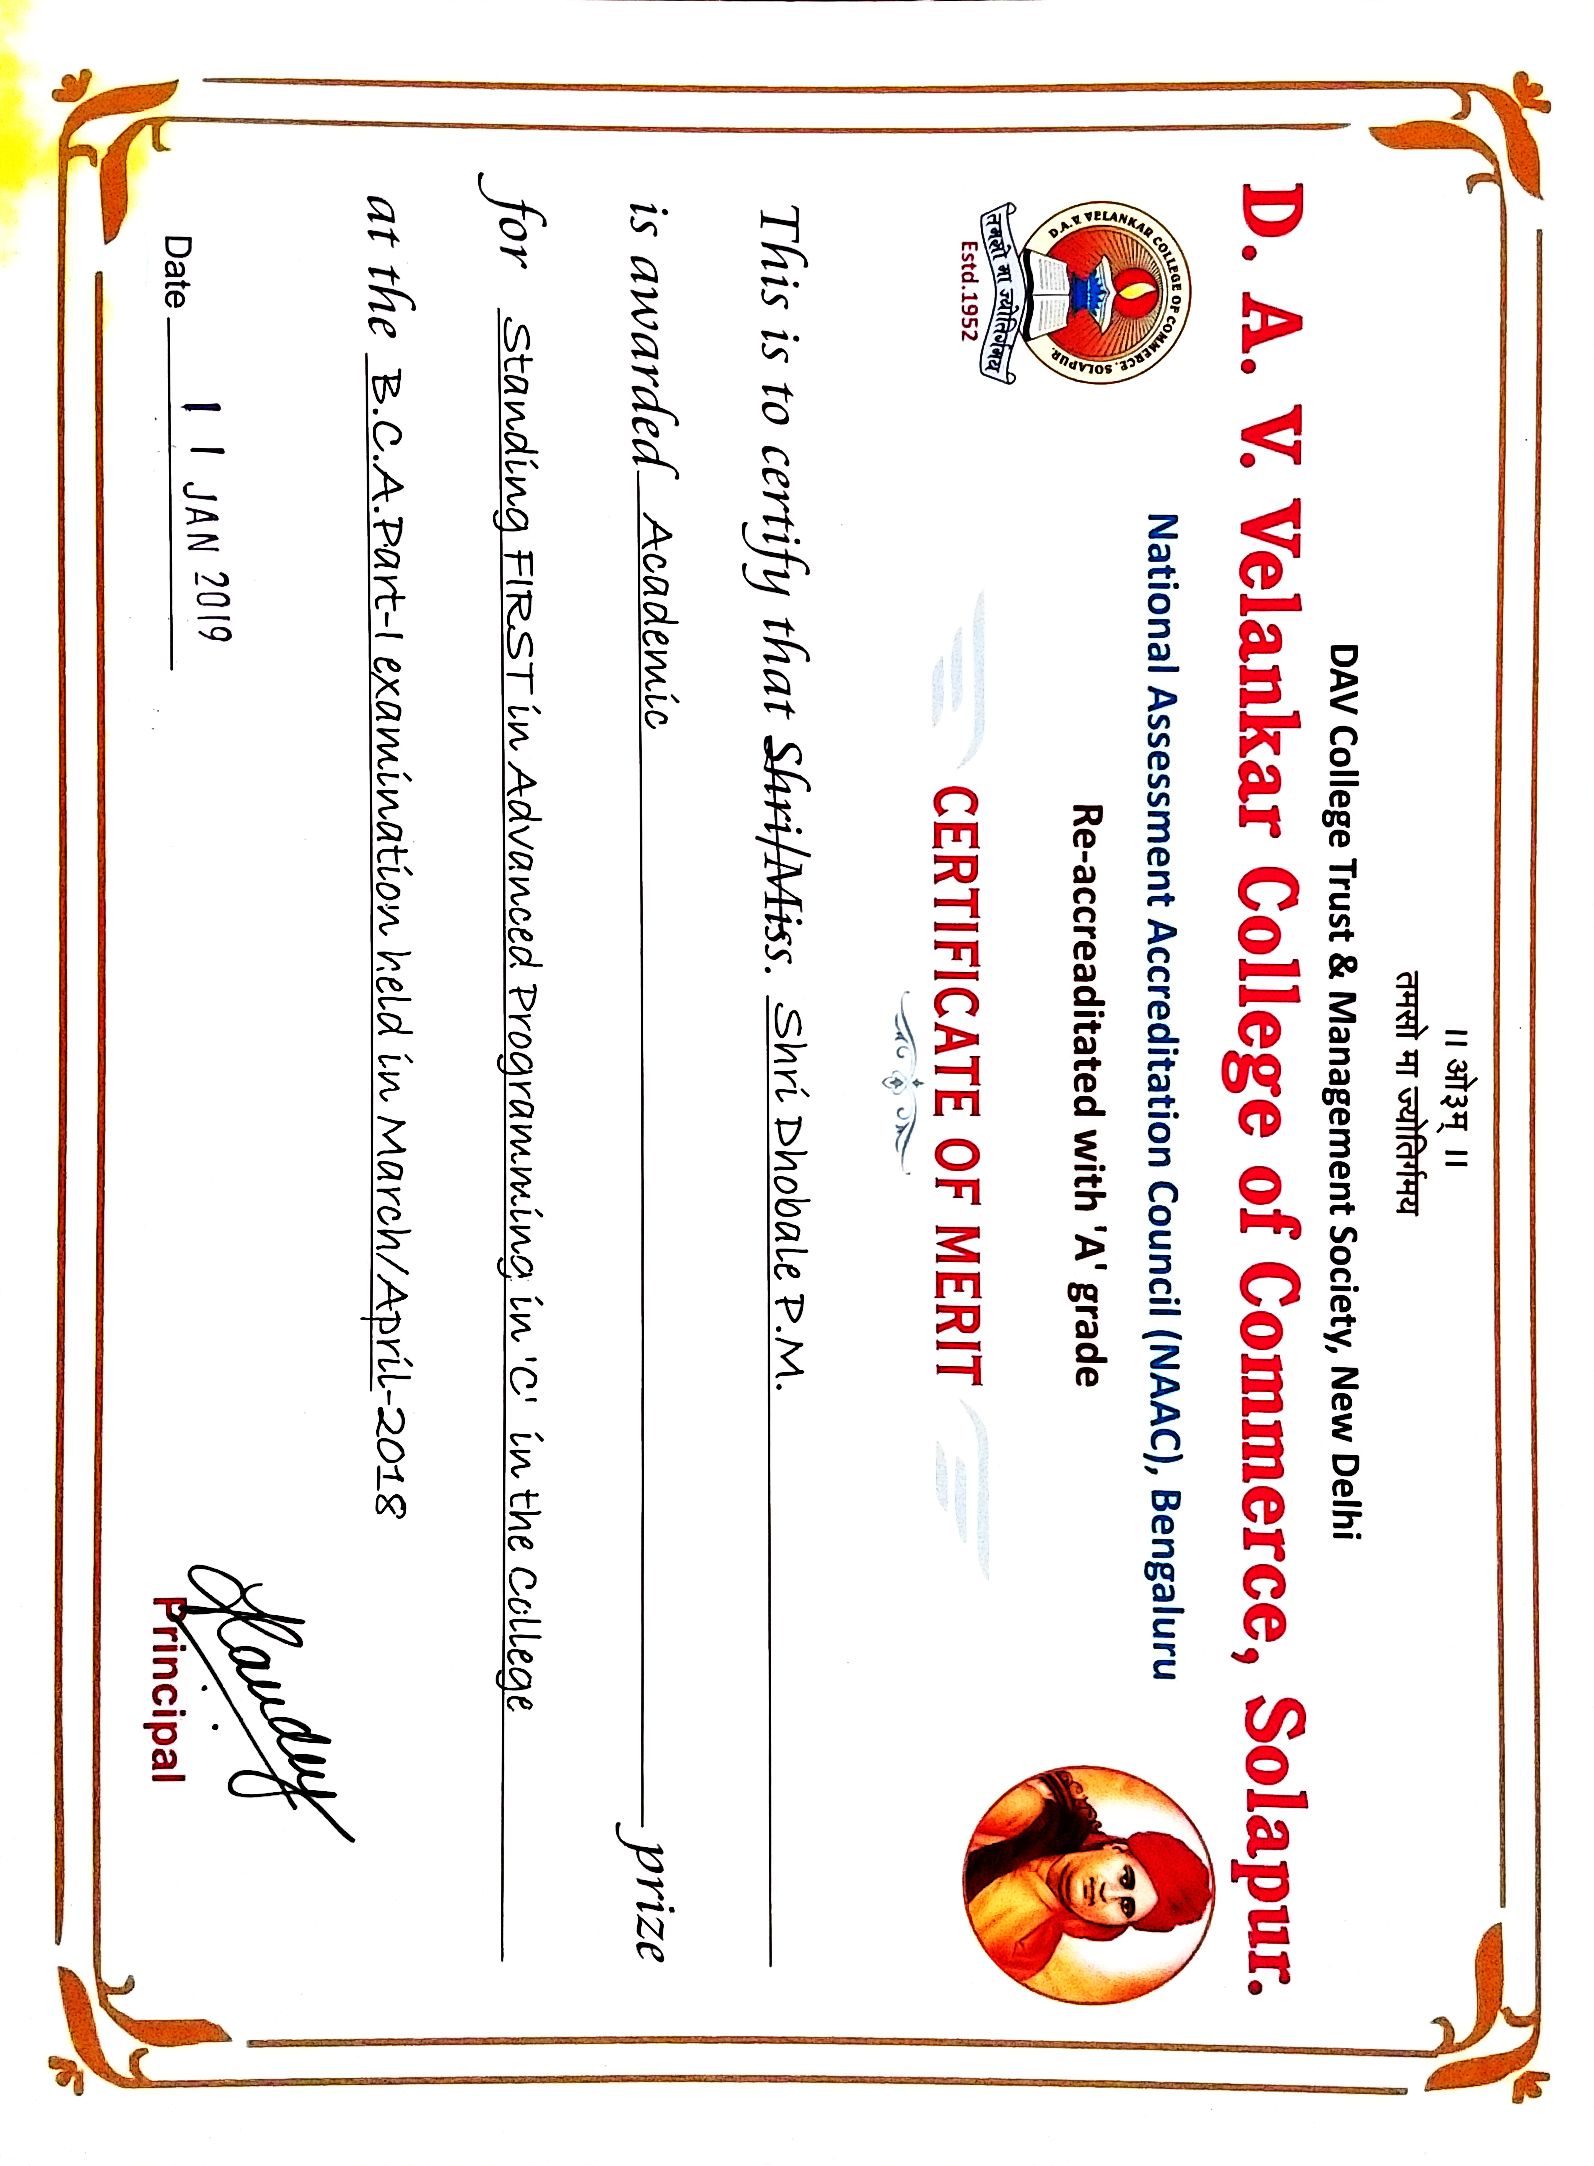 ।। ओ३म् ।।
तमसो मा ज्योतिर्गमय
DAV College Trust & Management Society, New Delhi
D. A. V. Velankar College of Commerce, Solapur.
D.A.V VELANKAR COLLEGE OF COMMERCE. SOLAPUR.
तमसो मा ज्योतिर्गमय
Estd.1952
National Assessment Accreditation Council (NAAC), Bengaluru
Re-accreaditated with 'A' grade
CERTIFICATE OF MERIT
This is to certify that Shri/Miss. Shri Dhobale P.M.
is awarded Academic prize
for Standing FIRST in Advanced Programming in 'C' in the College
at the B.C.A.Part-I examination held in March/April-2018
Date 11 JAN 2019
Principal